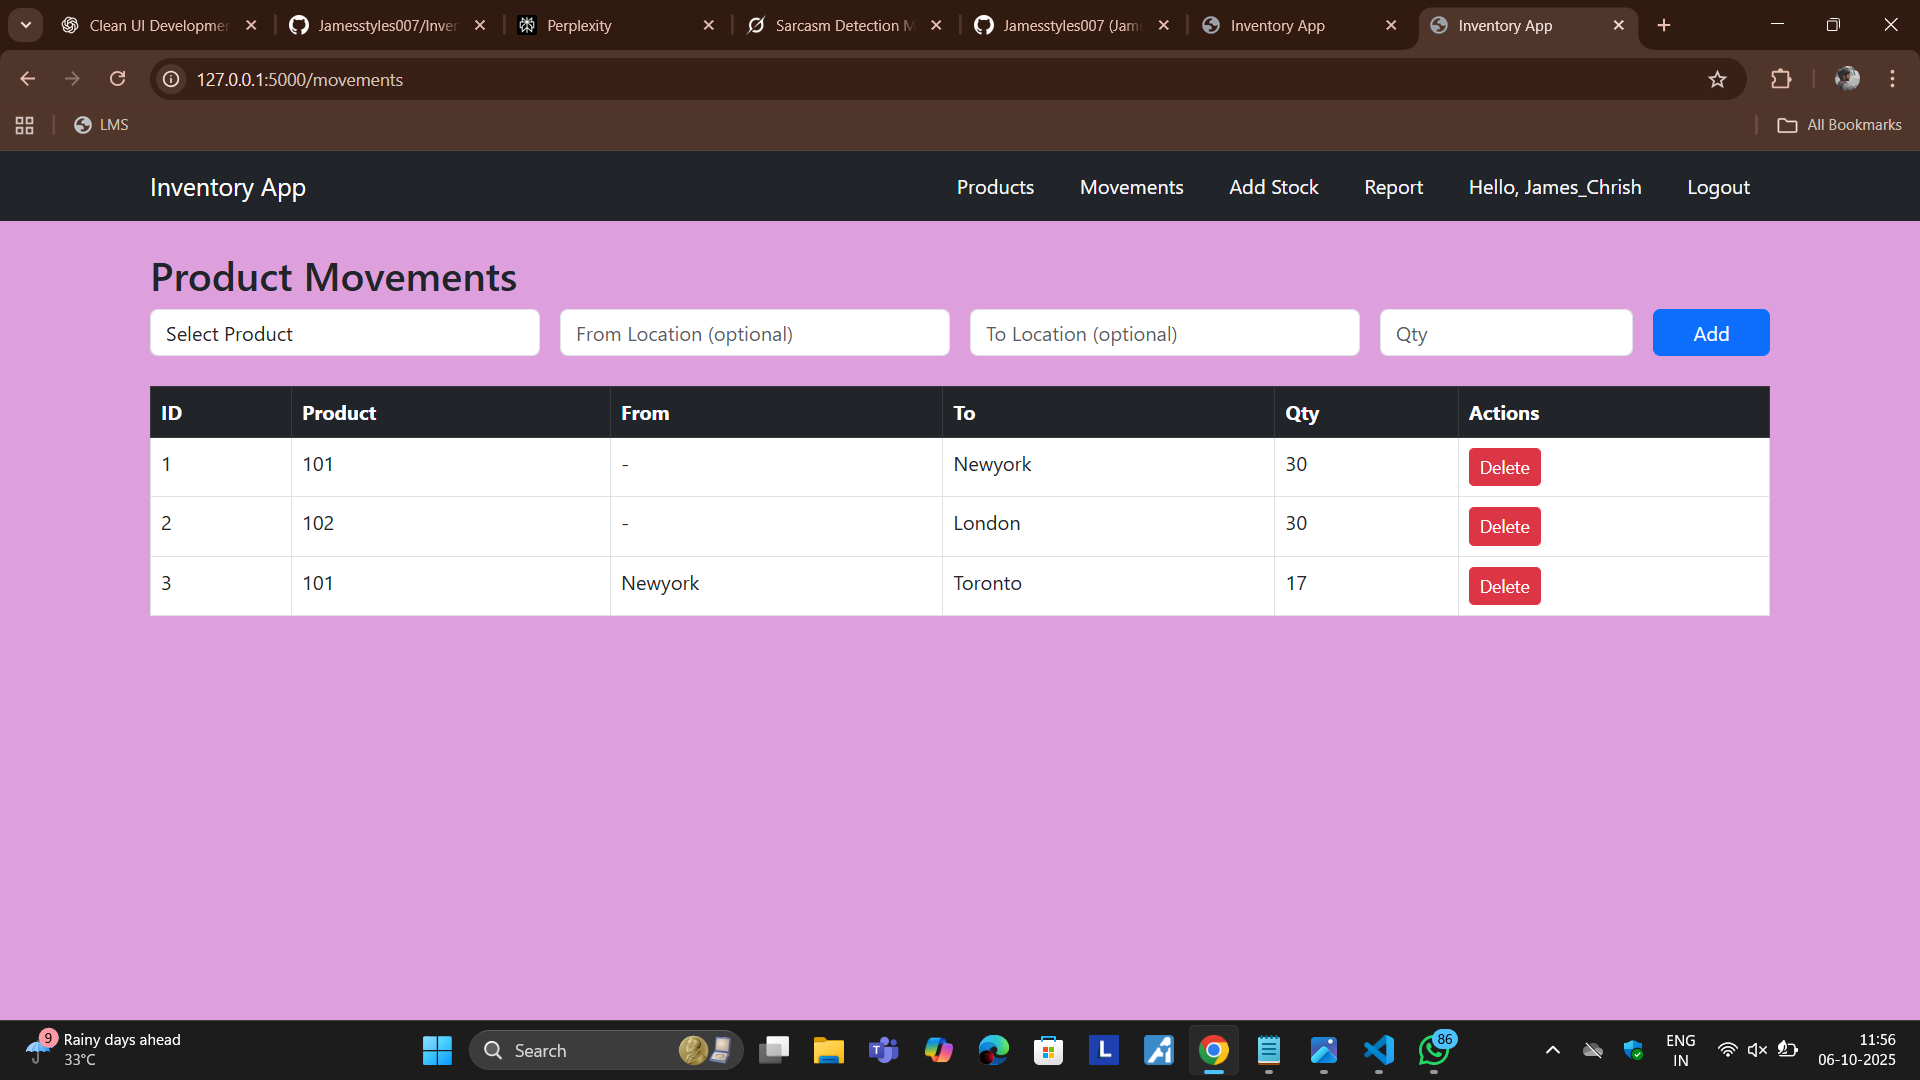 Clean UI Developmen
Jamesstyles007/Inver
Perplexity
Sarcasm Detection M
Jamesstyles007 (Jam
Inventory App
Inventory App
127.0.0.1:5000/movements
LMS
All Bookmarks
Inventory App
Products
Movements
Add Stock
Report
Hello, James_Chrish
Logout
Product Movements
Select Product
From Location (optional)
To Location (optional)
Qty
Add
ID Product From To Qty Actions
1 101 - Newyork 30 Delete
2 102 - London 30 Delete
3 101 Newyork Toronto 17 Delete
9
Rainy days ahead
33°C
Search
L
86
ENG
IN
11:56
06-10-2025